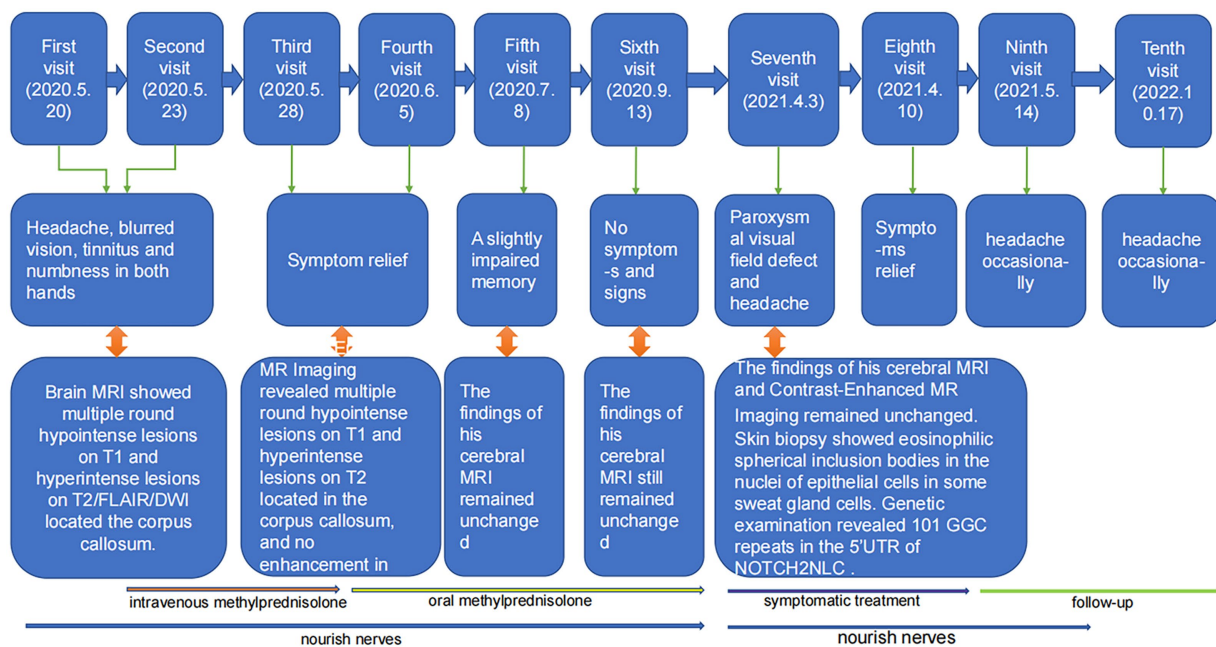 First
visit
(2020.5.
20)
Second
visit
(2020.5.
23)
Third
visit
(2020.5.
28)
Fourth
visit
(2020.6.
5)
Fifth
visit
(2020.7.
8)
Sixth
visit
(2020.9.
13)
Seventh
visit
(2021.4.3)
Eighth
visit
(2021.4.
10)
Ninth
visit
(2021.5.
14)
Tenth
visit
(2022.1
0.17)
Headache, blurred
vision, tinnitus and
numbness in both
hands
Symptom relief
A slightly
impaired
memory
No
symptom
-s and
signs
Paroxysm
al visual
field defect
and
headache
Sympto
-ms
relief
headache
occasiona-
lly
headache
occasiona-
lly
Brain MRI showed
multiple round
hypointense lesions
on T1 and
hyperintense lesions
on T2/FLAIR/DWI
located the corpus
callosum.
E
MR Imaging
revealed multiple
round hypointense
lesions on T1 and
hyperintense
lesions on T2
located in the
corpus callosum,
and no
enhancement in
The
findings of
his
cerebral
MRI
remained
unchange
d
The
findings of
his
cerebral
MRI still
remained
unchange
d
The findings of his cerebral MRI
and Contrast-Enhanced MR
Imaging remained unchanged.
Skin biopsy showed eosinophilic
spherical inclusion bodies in the
nuclei of epithelial cells in some
sweat gland cells. Genetic
examination revealed 101 GGC
repeats in the 5'UTR of
NOTCH2NLC .
intravenous methylprednisolone
oral methylprednisolone
symptomatic treatment
follow-up
nourish nerves
nourish nerves